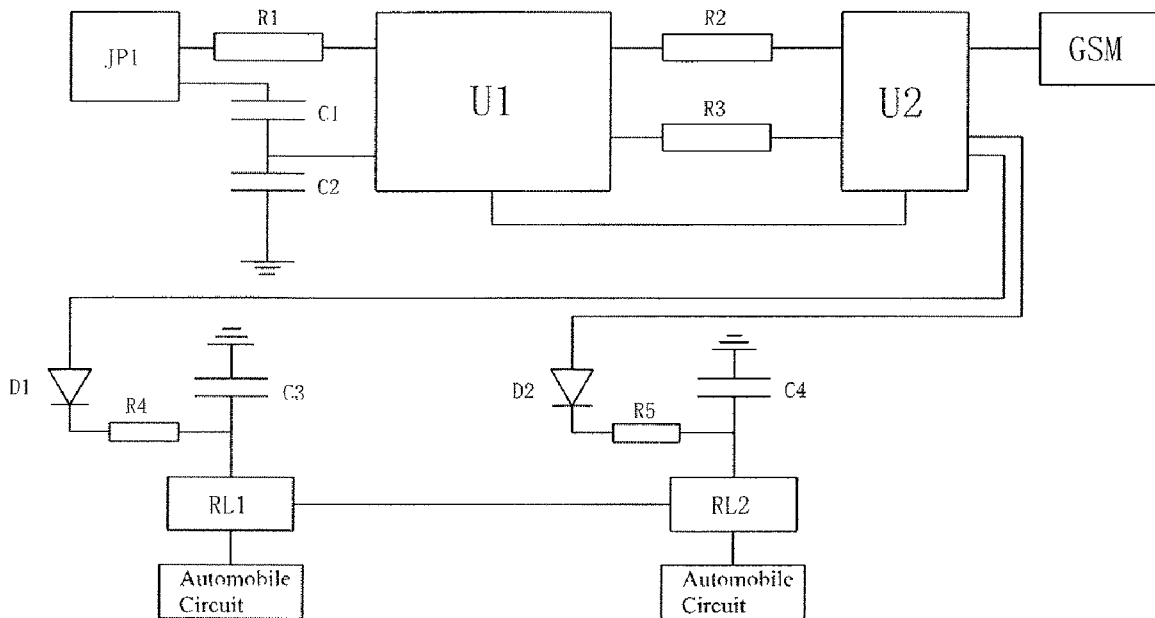 R1
R2
JP1
U1
U2
GSM
C1
R3
C2
D1
C3
R4
D2
C4
R5
RL1
RL2
Automobile
Circuit
Automobile
Circuit